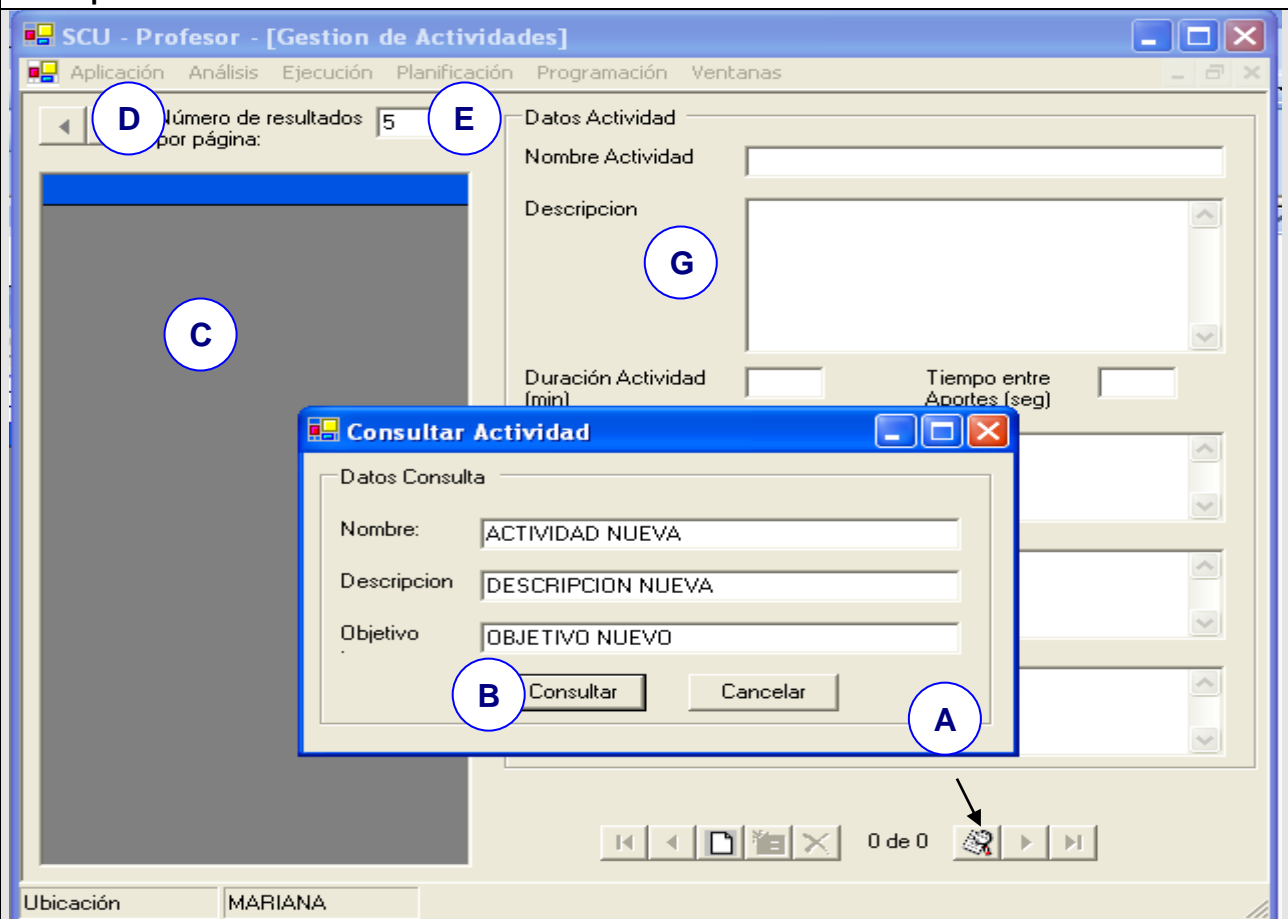 SCU - Profesor - [Gestion de Actividades]
Aplicación Análisis Ejecución Planificación Programación Ventanas
D
Número de resultados
por página:
5
E
Datos Actividad
Nombre Actividad
Descripcion
G
C
Duración Actividad
(min)
Tiempo entre
Aportes (seg)
Consultar Actividad
Datos Consulta
Nombre: ACTIVIDAD NUEVA
Descripcion DESCRIPCION NUEVA
Objetivo OBJETIVO NUEVO
B
Consultar Cancelar
A
0 de 0
Ubicación MARIANA